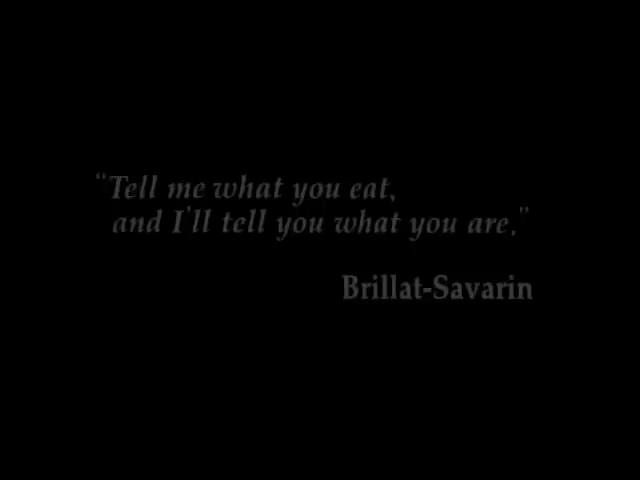 “Tell me what you eat,
and I'll tell you what you are.”
Brillat-Savarin